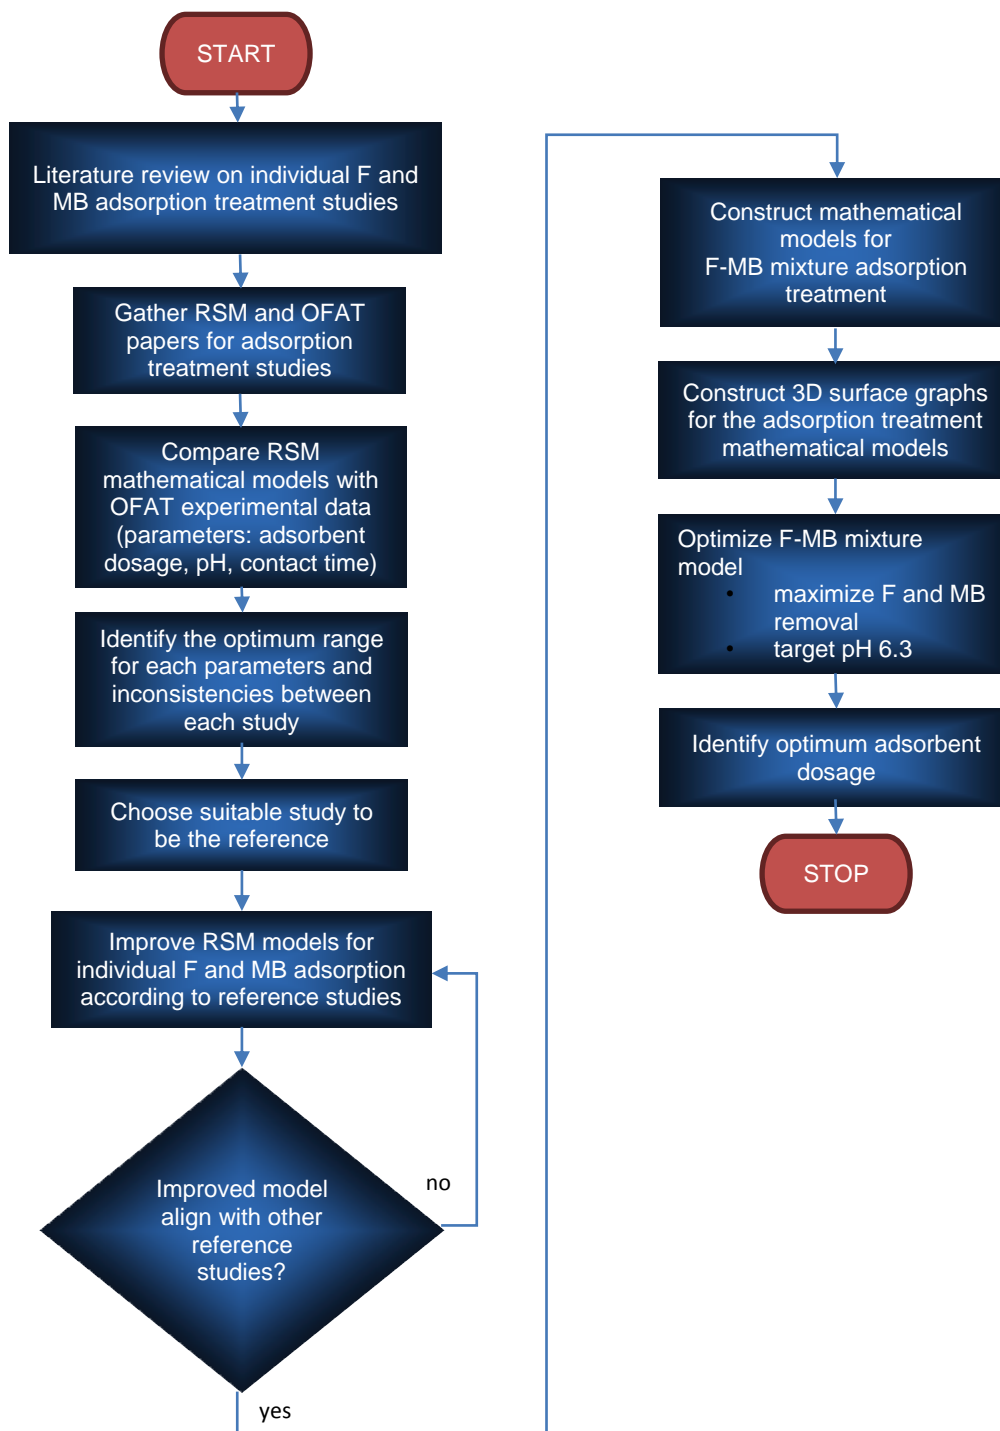 START
Literature review on individual F and
MB adsorption treatment studies
Gather RSM and OFAT
papers for adsorption
treatment studies
Compare RSM
mathematical models with
OFAT experimental data
(parameters: adsorbent
dosage, pH, contact time)
Identify the optimum range
for each parameters and
inconsistencies between
each study
Choose suitable study to
be the reference
Improve RSM models for
individual F and MB adsorption
according to reference studies
Improved model
align with other
reference
studies?
no
yes
Construct mathematical
models for
F-MB mixture adsorption
treatment
Construct 3D surface graphs
for the adsorption treatment
mathematical models
Optimize F-MB mixture
model
• maximize F and MB
removal
• target pH 6.3
Identify optimum adsorbent
dosage
STOP